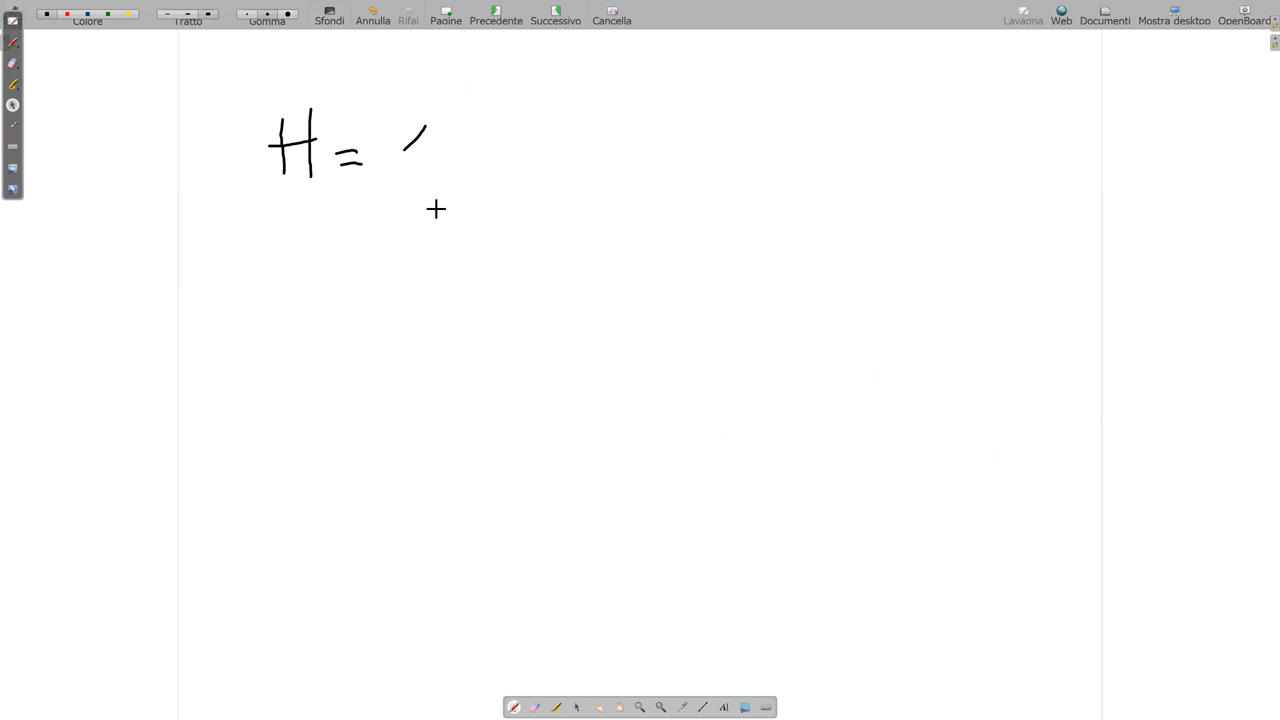 Colore Tratto Gomma Sfondi Annulla Rifai Pagine Precedente Successivo Cancella Lavagna Web Documenti Mostra desktop OpenBoard
H =